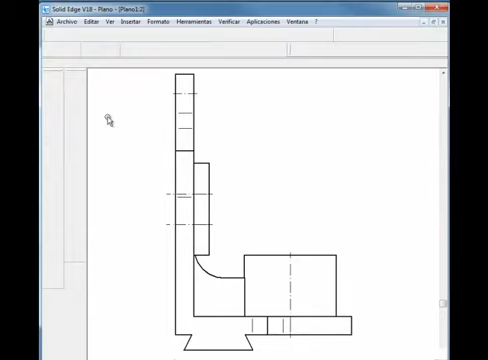 Solid Edge V18 - Plano - [Plano1:2]
Archivo Editar Ver Insertar Formato Herramientas Verificar Aplicaciones Ventana ?